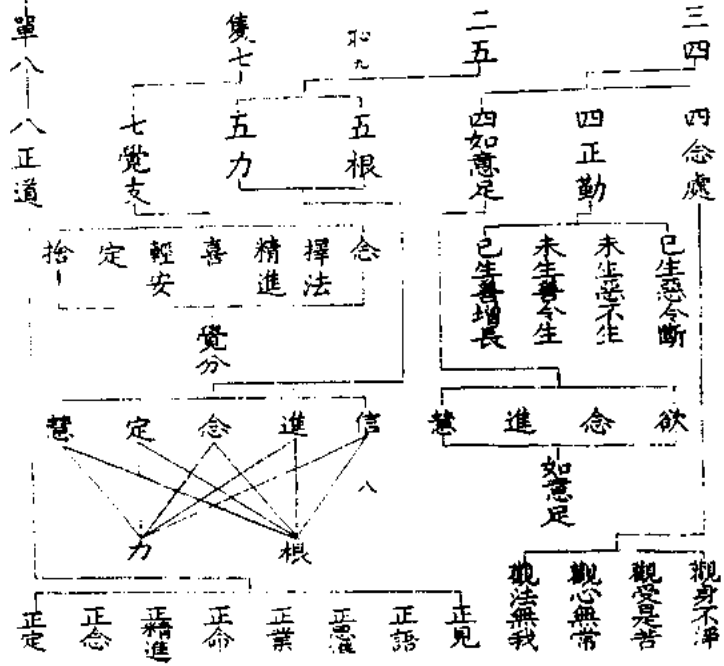 三四
二五
恥九
隻七
單八
四念處
四正勤
四如意足
五根
五力
七覺支
八正道
已生惡令斷
未生惡不生
未生善令生
已生善增長
念
擇法
精進
喜
輕安
定
捨
覺分
欲
念
進
慧
如意足
信
進
念
定
慧
八
根
力
觀身不淨
觀受是苦
觀心無常
觀法無我
正見
正語
正業
正命
正精進
正念
正定